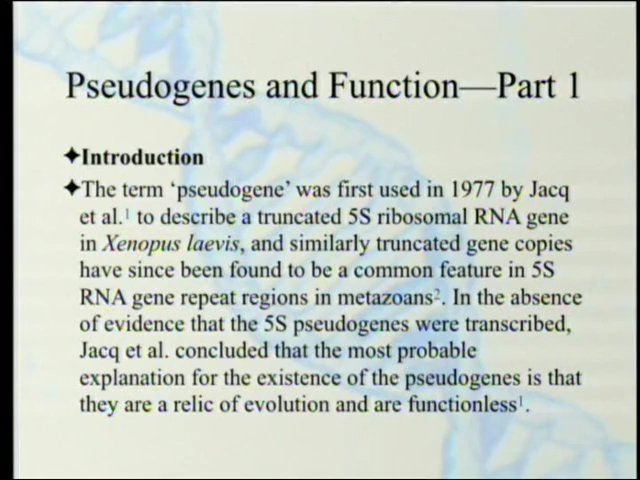 Pseudogenes and Function—Part 1
✦Introduction
✦The term ‘pseudogene’ was first used in 1977 by Jacq
et al.¹ to describe a truncated 5S ribosomal RNA gene
in Xenopus laevis, and similarly truncated gene copies
have since been found to be a common feature in 5S
RNA gene repeat regions in metazoans². In the absence
of evidence that the 5S pseudogenes were transcribed,
Jacq et al. concluded that the most probable
explanation for the existence of the pseudogenes is that
they are a relic of evolution and are functionless¹.